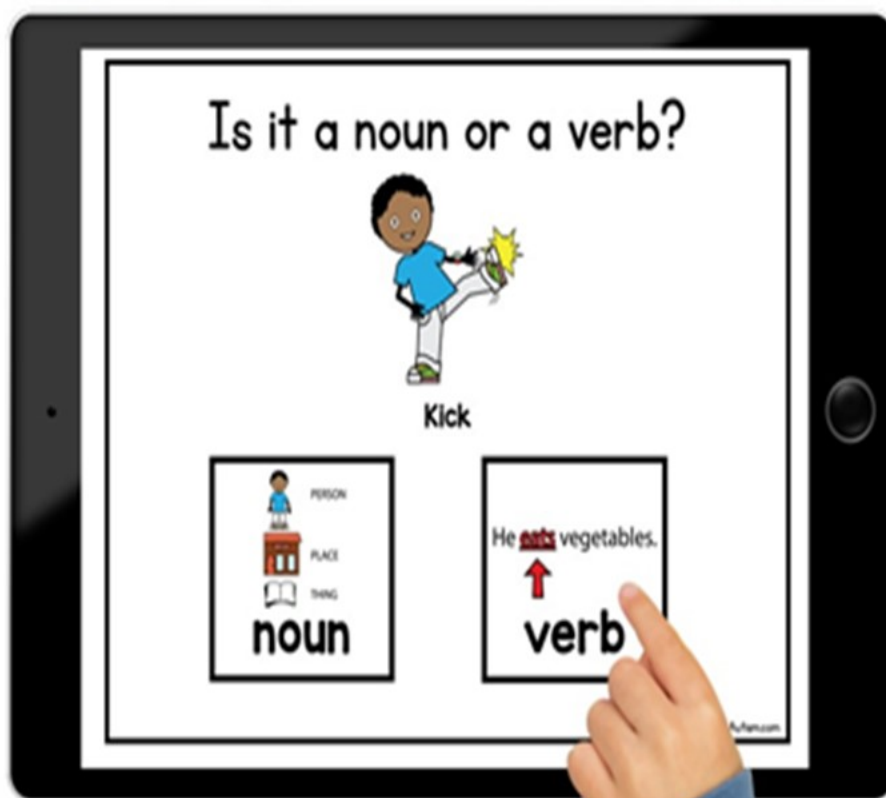 Is it a noun or a verb?
Kick
PERSON
PLACE
THING
noun
He eats vegetables.
verb